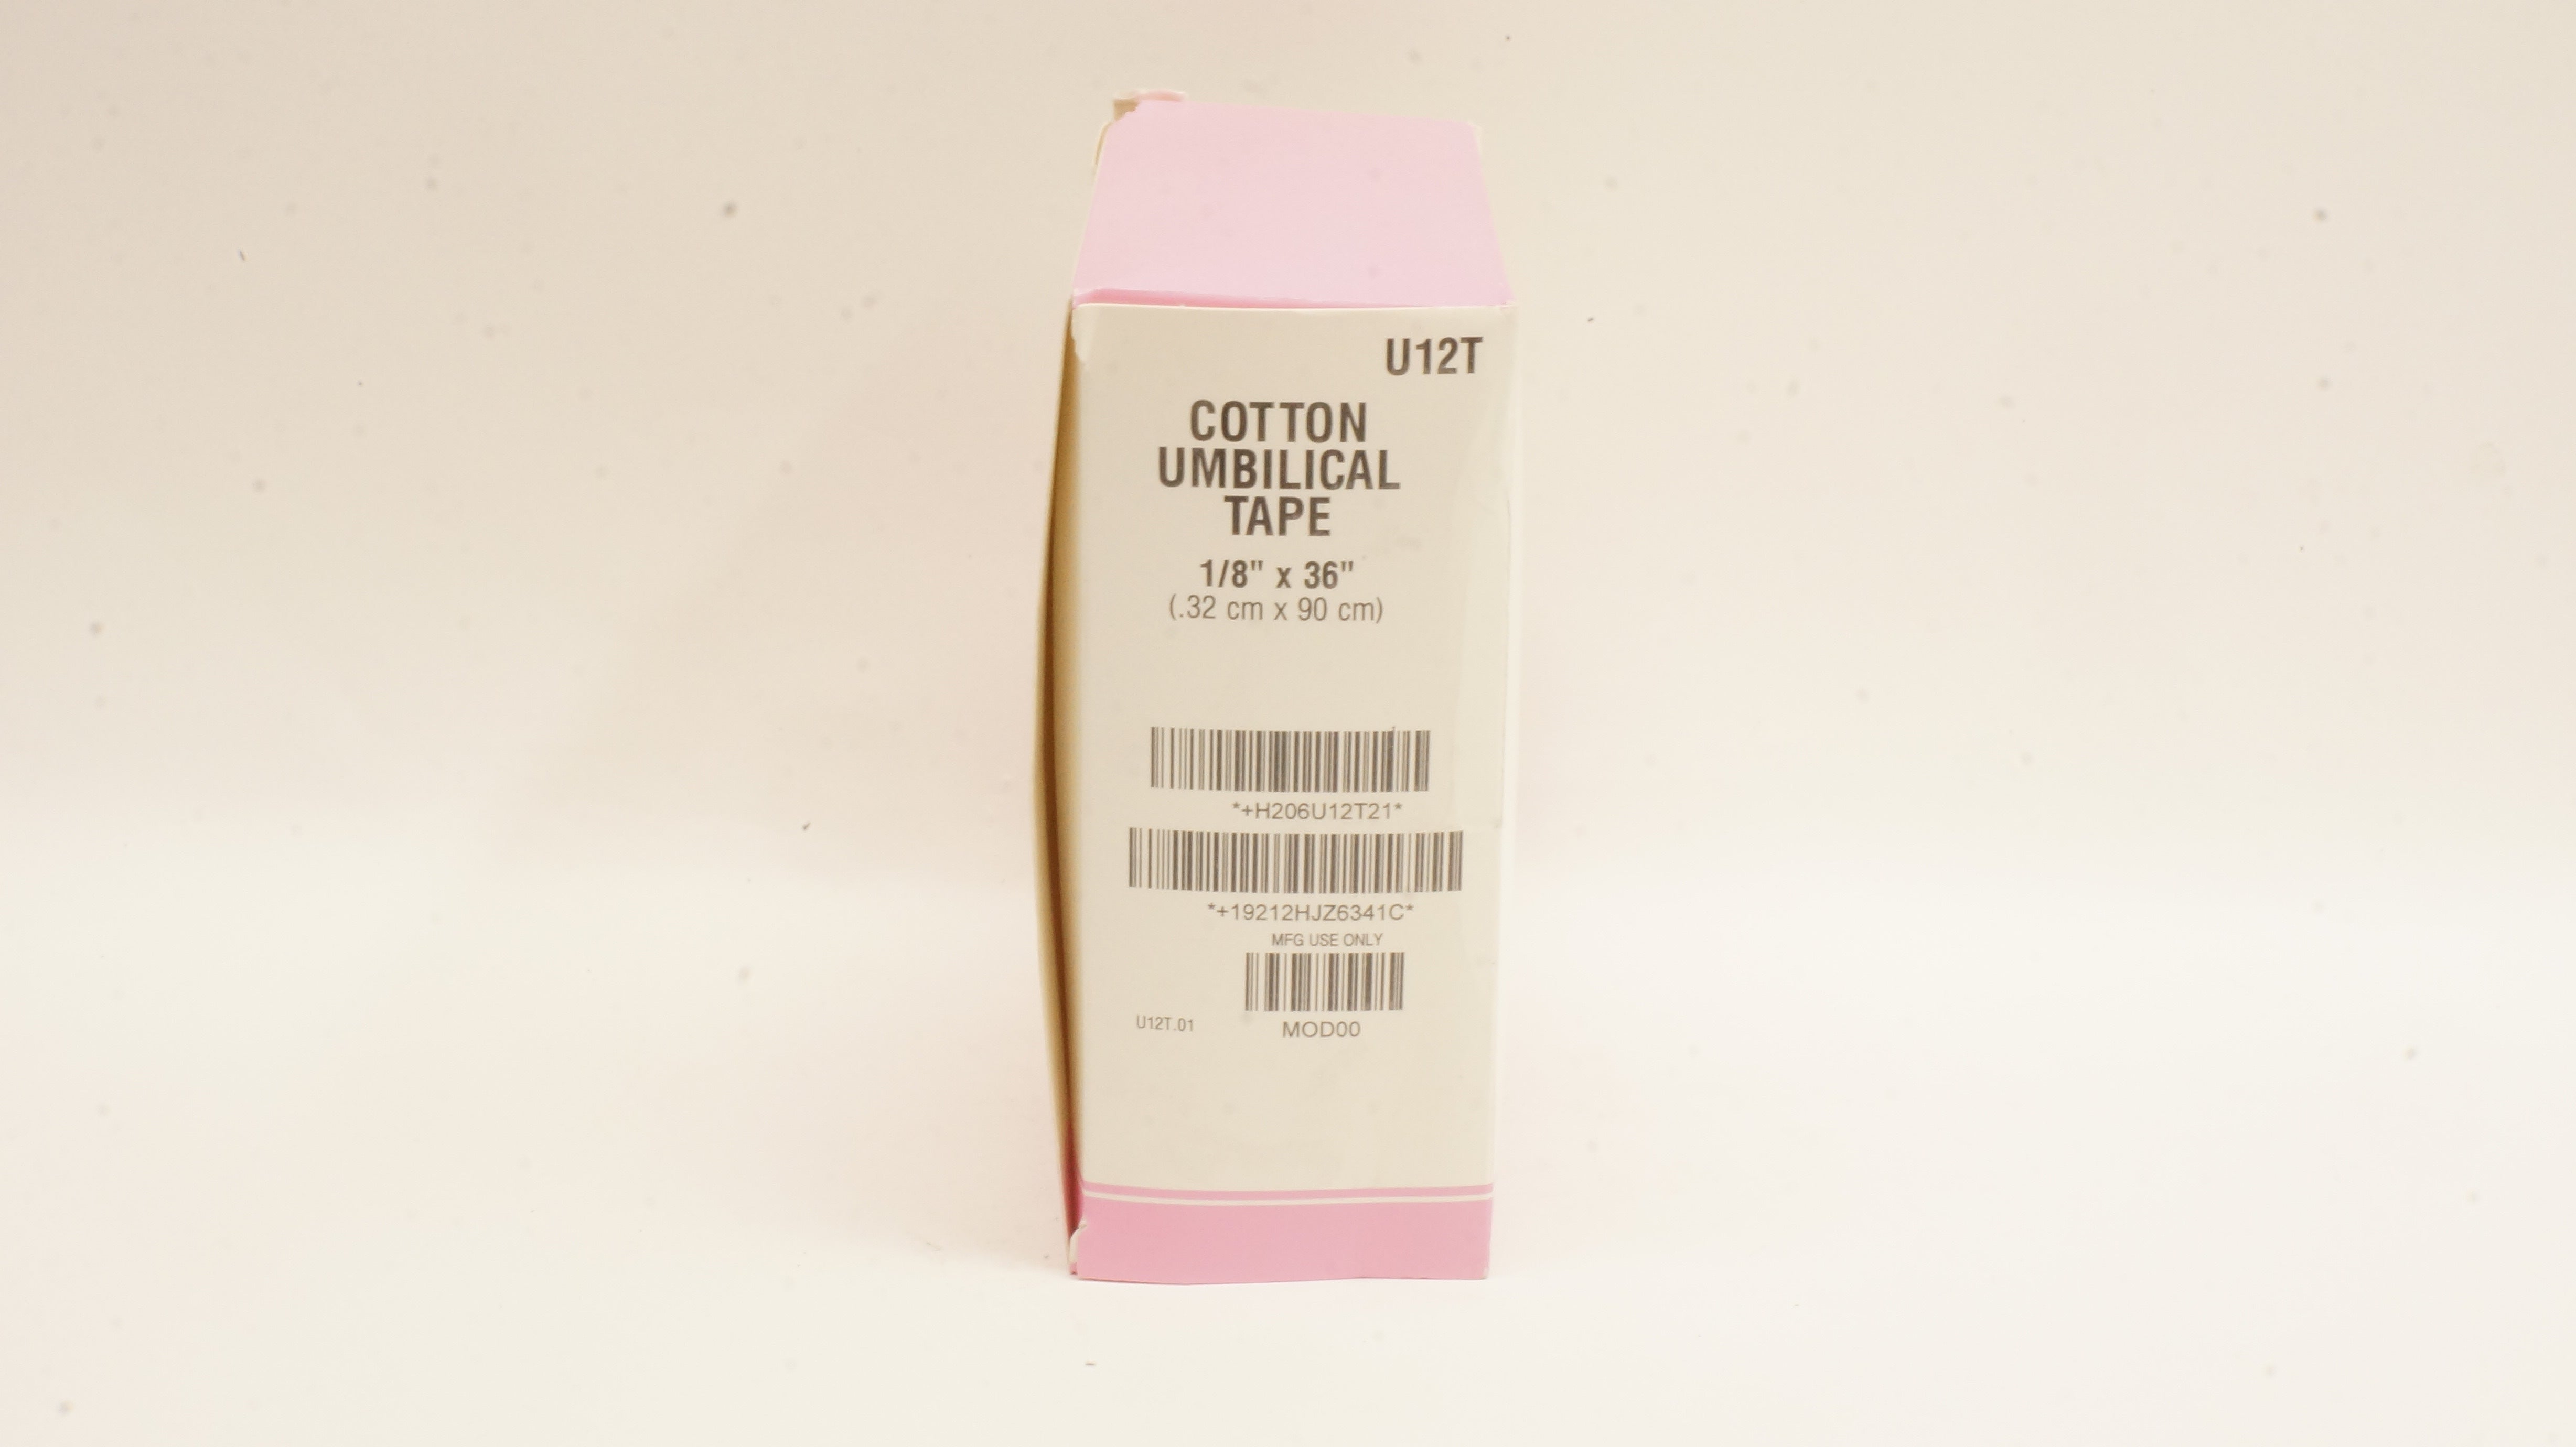 U12T
COTTON
UMBILICAL
TAPE
1/8" x 36"
(.32 cm x 90 cm)
*+H206U12T21*
*+19212HJZ6341C*
MFG USE ONLY
U12T.01
MOD00